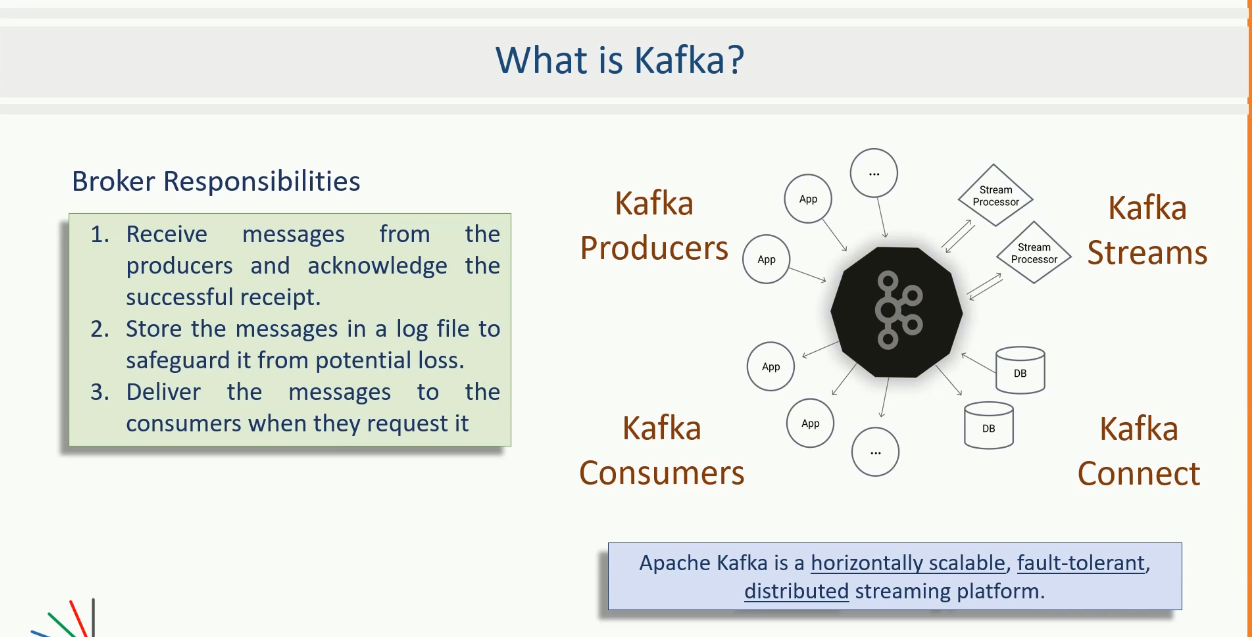 What is Kafka?
Broker Responsibilities
1. Receive messages from the
producers and acknowledge the
successful receipt.
2. Store the messages in a log file to
safeguard it from potential loss.
3. Deliver the messages to the
consumers when they request it
Kafka
Producers
App
App
...
Stream
Processor
Stream
Processor
Kafka
Streams
Kafka
Consumers
App
App
...
DB
DB
Kafka
Connect
Apache Kafka is a horizontally scalable, fault-tolerant,
distributed streaming platform.